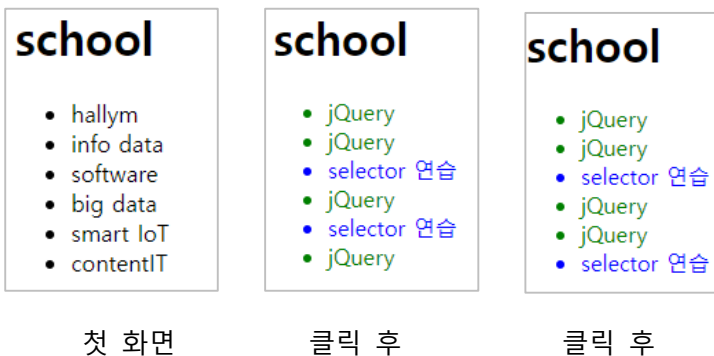 school
hallym
info data
software
big data
smart IoT
contentIT
첫 화면
school
jQuery
jQuery
selector 연습
jQuery
selector 연습
jQuery
클릭 후
school
jQuery
jQuery
selector 연습
jQuery
jQuery
selector 연습
클릭 후